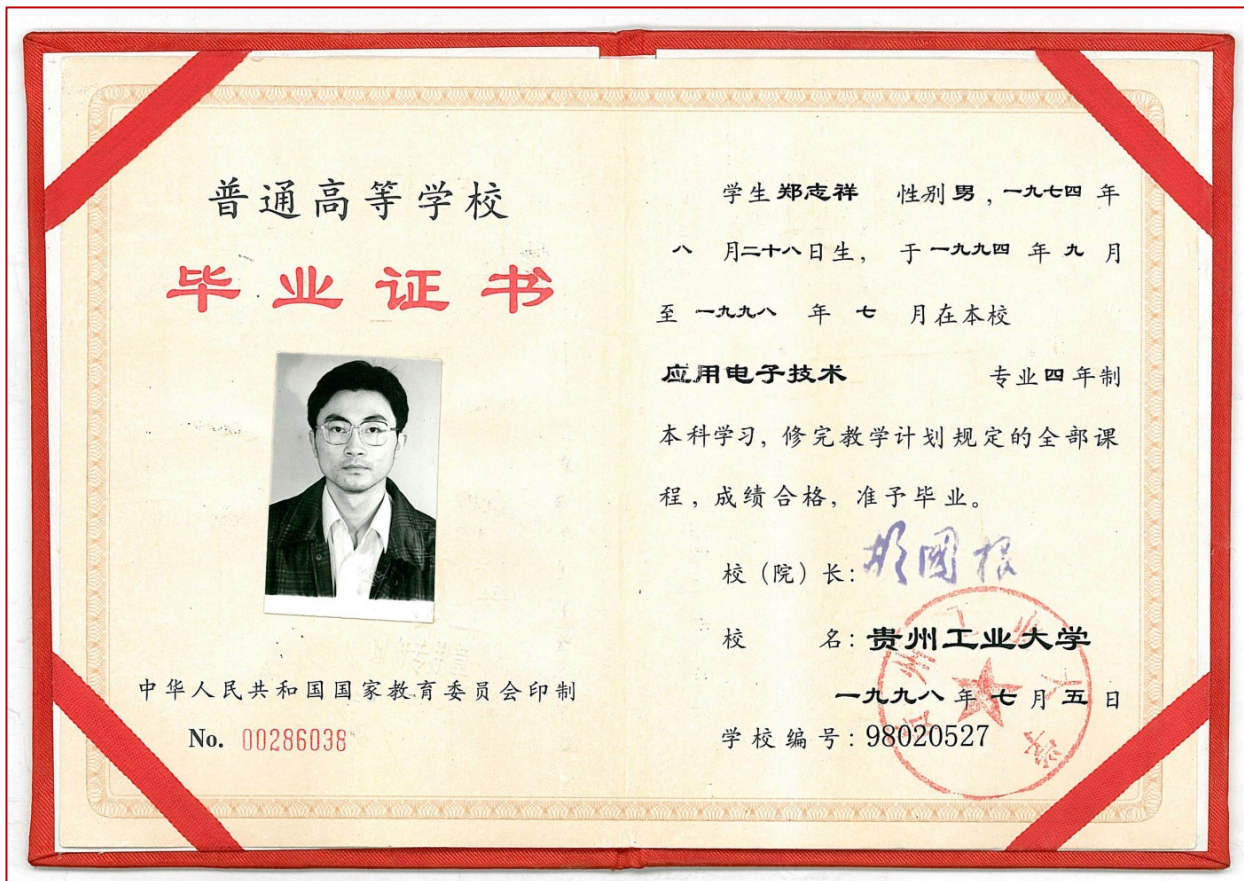 普通高等学校
毕业证书
中华人民共和国国家教育委员会印制
No. 00286038
学生郑志祥 性别男，一九七四年
八月二十八日生，于一九九四年九月
至一九九八年七月在本校
应用电子技术 专业四年制
本科学习，修完教学计划规定的全部课
程，成绩合格，准予毕业。
校（院）长：
校名：贵州工业大学
一九九八年七月五日
学校编号：98020527
贵州工业大学